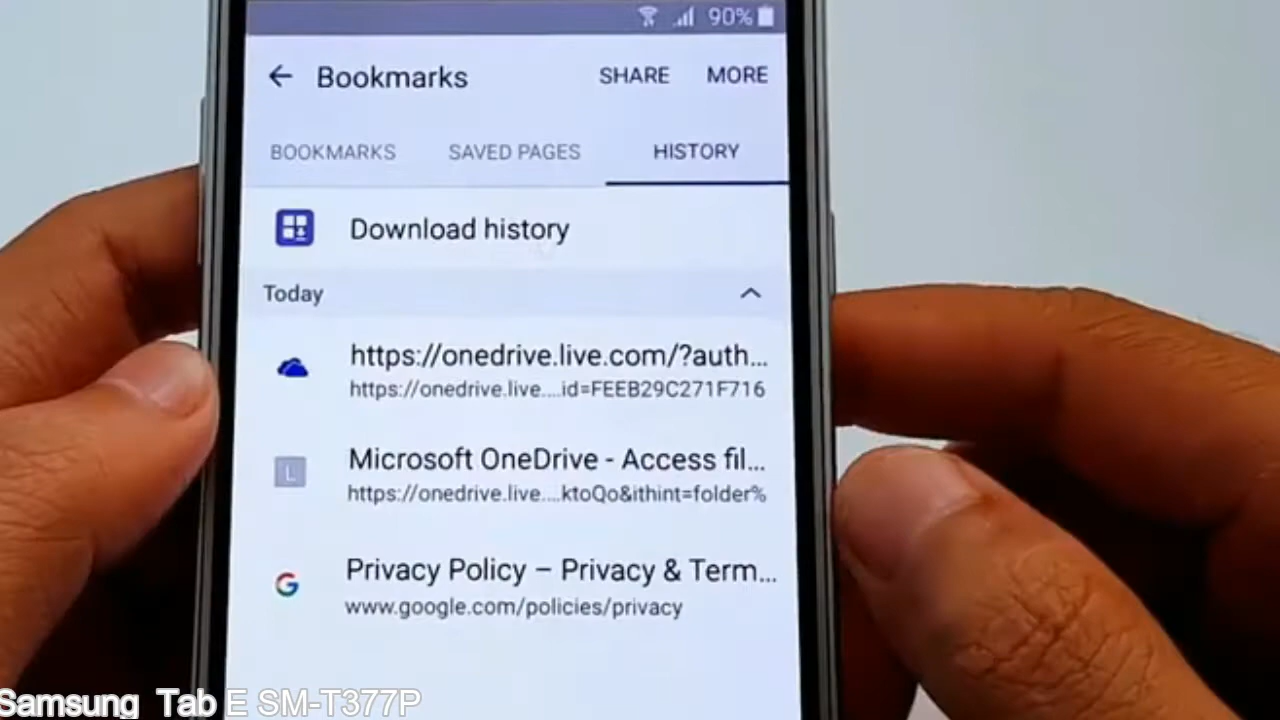 90%
Bookmarks SHARE MORE
BOOKMARKS SAVED PAGES HISTORY
Download history
Today
https://onedrive.live.com/?auth...
https://onedrive.live....id=FEEB29C271F716
L
Microsoft OneDrive - Access fil...
https://onedrive.live....ktoQo&ithint=folder%
G
Privacy Policy – Privacy & Term...
www.google.com/policies/privacy
Samsung Tab E SM-T377P